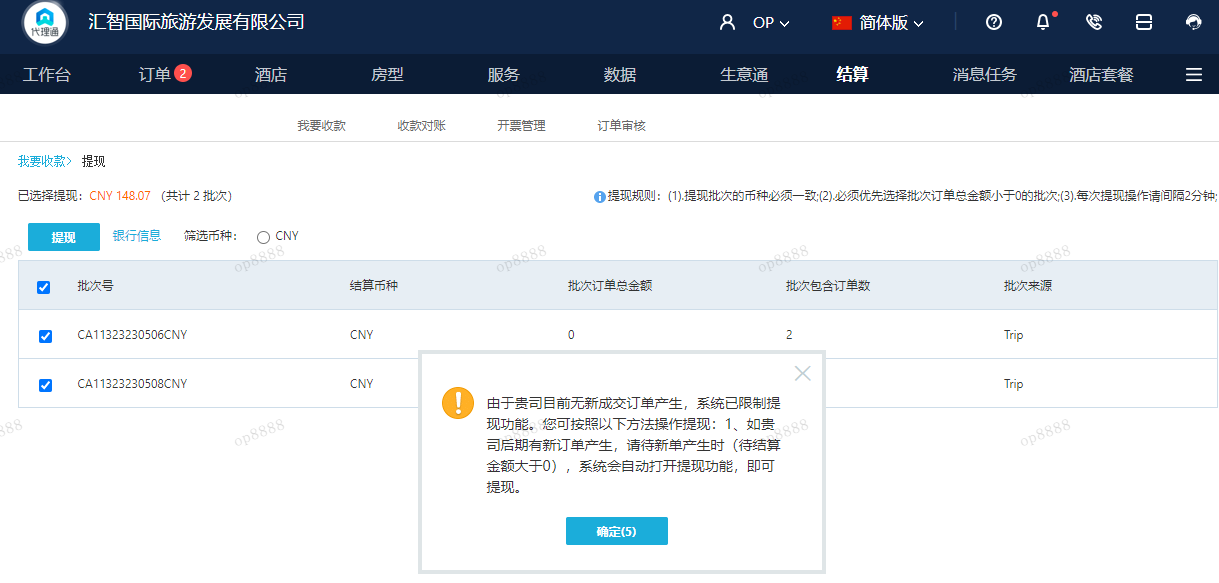 代理通
汇智国际旅游发展有限公司
OP
简体版
工作台 订单 2 酒店 房型 服务 数据 生意通 结算 消息任务 酒店套餐
我要收款 收款对账 开票管理 订单审核
我要收款> 提现
已选择提现：CNY 148.07 （共计 2 批次）
提现规则：(1).提现批次的币种必须一致;(2).必须优先选择批次订单总金额小于0的批次;(3).每次提现操作请间隔2分钟;
提现 银行信息 筛选币种： CNY
批次号 结算币种 批次订单总金额 批次包含订单数 批次来源
CA11323230506CNY CNY 0 2 Trip
CA11323230508CNY CNY Trip
由于贵司目前无新成交订单产生，系统已限制提
现功能。您可按照以下方法操作提现：1、如贵
司后期有新订单产生，请待新单产生时（待结算
金额大于0），系统会自动打开提现功能，即可
提现。
确定(5)
op8888
op8888
op8888
op8888
op8888
op8888
op8888